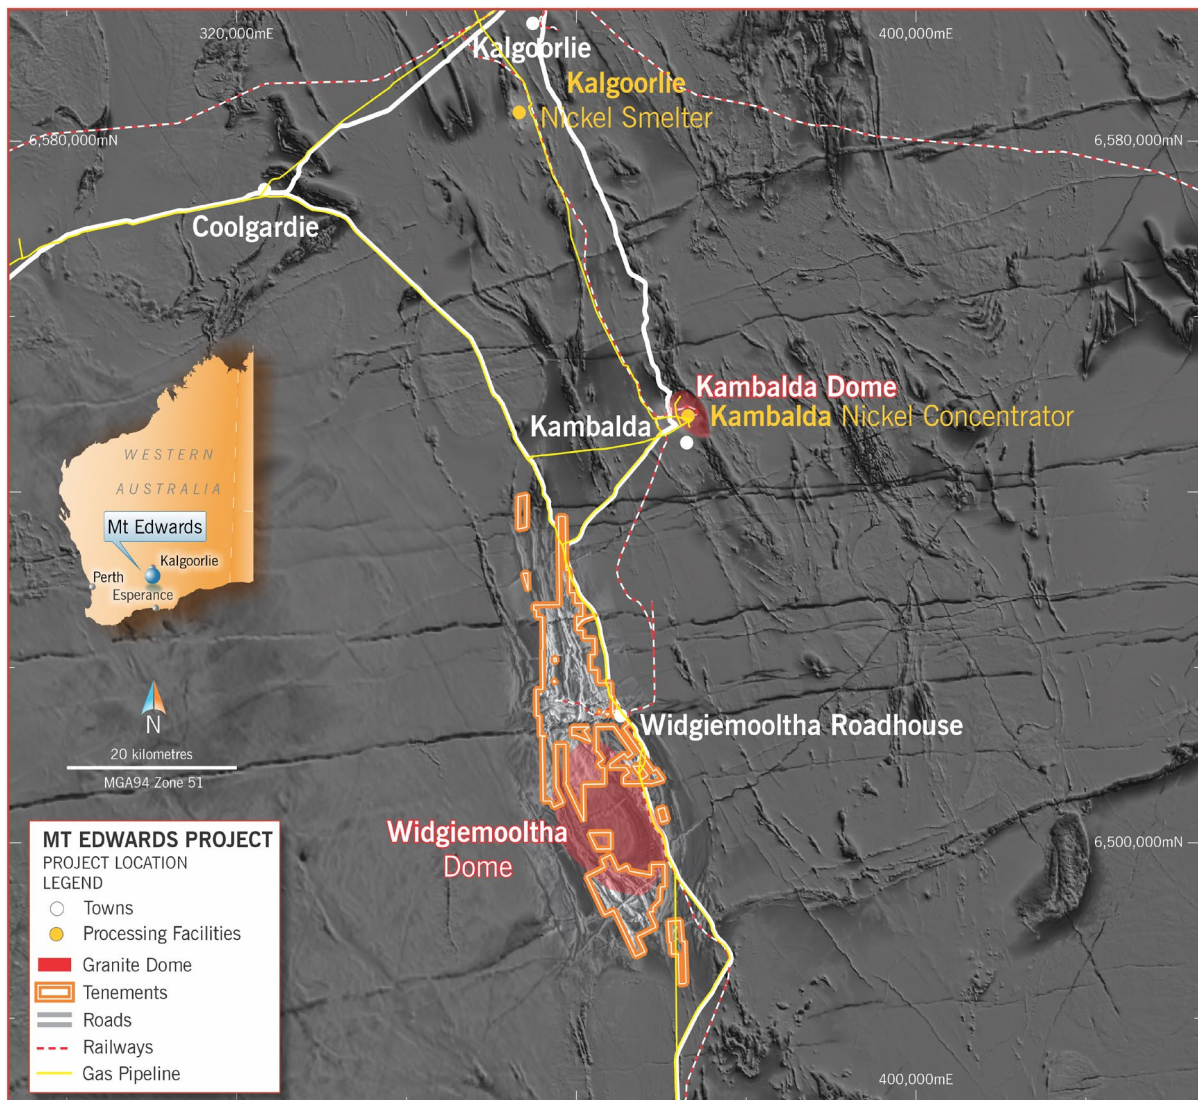 320,000mE
400,000mE
Kalgoorlie
Kalgoorlie
Nickel Smelter
6,580,000mN
6,580,000mN
Coolgardie
Kambalda Dome
Kambalda
Kambalda Nickel Concentrator
WESTERN
AUSTRALIA
Mt Edwards
Kalgoorlie
Perth
Esperance
N
20 kilometres
MGA94 Zone 51
Widgiemooltha Roadhouse
Widgiemooltha
Dome
6,500,000mN
MT EDWARDS PROJECT
PROJECT LOCATION
LEGEND
Towns
Processing Facilities
Granite Dome
Tenements
Roads
Railways
Gas Pipeline
400,000mE